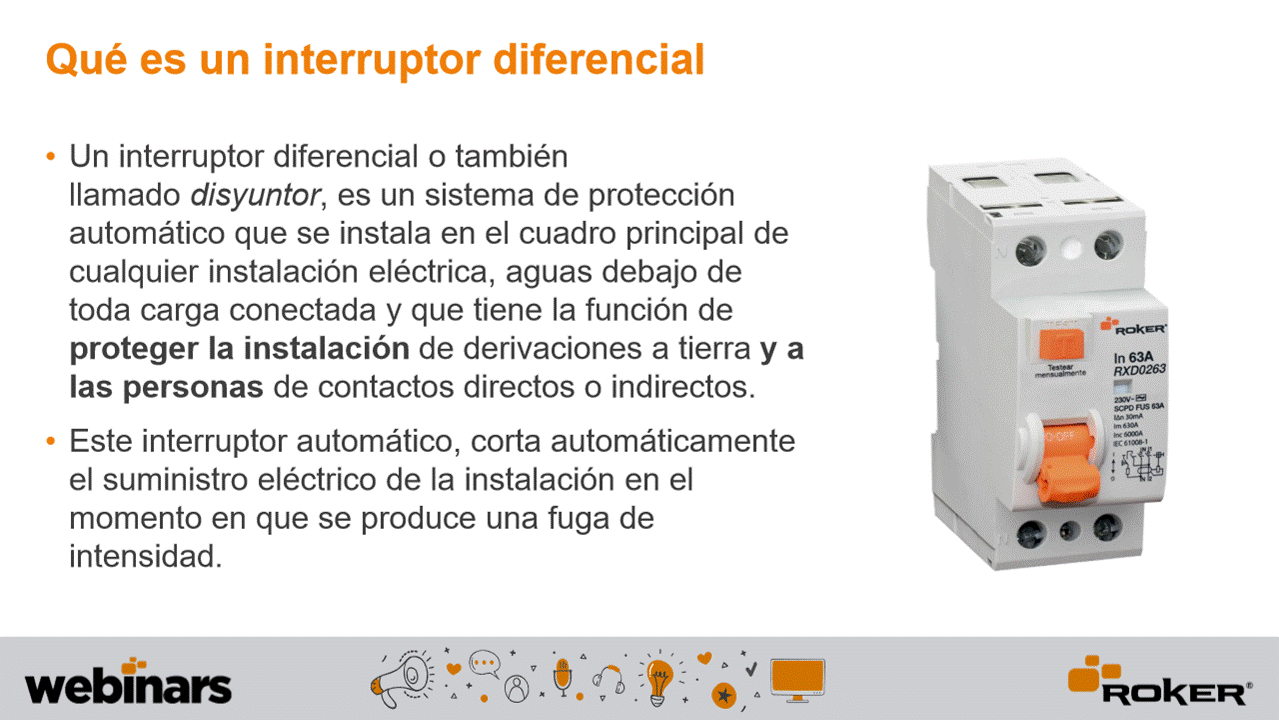 Qué es un interruptor diferencial
• Un interruptor diferencial o también
llamado disyuntor, es un sistema de protección
automático que se instala en el cuadro principal de
cualquier instalación eléctrica, aguas debajo de
toda carga conectada y que tiene la función de
proteger la instalación de derivaciones a tierra y a
las personas de contactos directos o indirectos.
• Este interruptor automático, corta automáticamente
el suministro eléctrico de la instalación en el
momento en que se produce una fuga de
intensidad.
N
ROKER
In 63A
RXD0263
T
Testear
mensualmente
230V~
SCPD FUS 63A
IΔn 30mA
Im 630A
Inc 6000A
IEC 61008-1
O-OFF
N
webinars
ROKER®